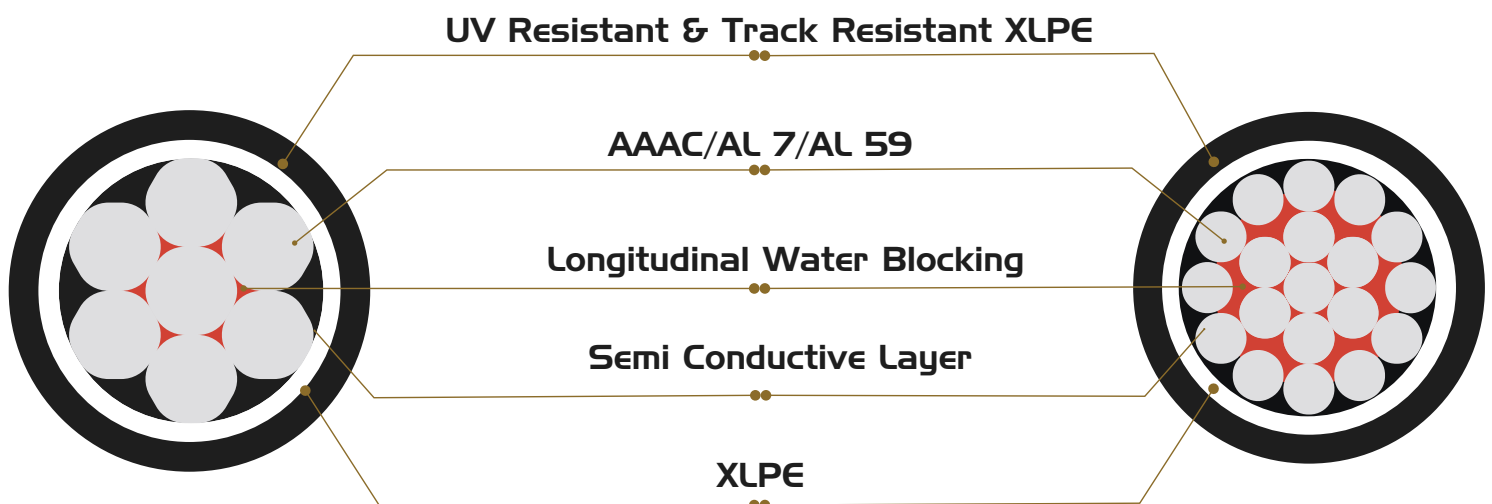 UV Resistant & Track Resistant XLPE
AAAC/AL 7/AL 59
Longitudinal Water Blocking
Semi Conductive Layer
XLPE